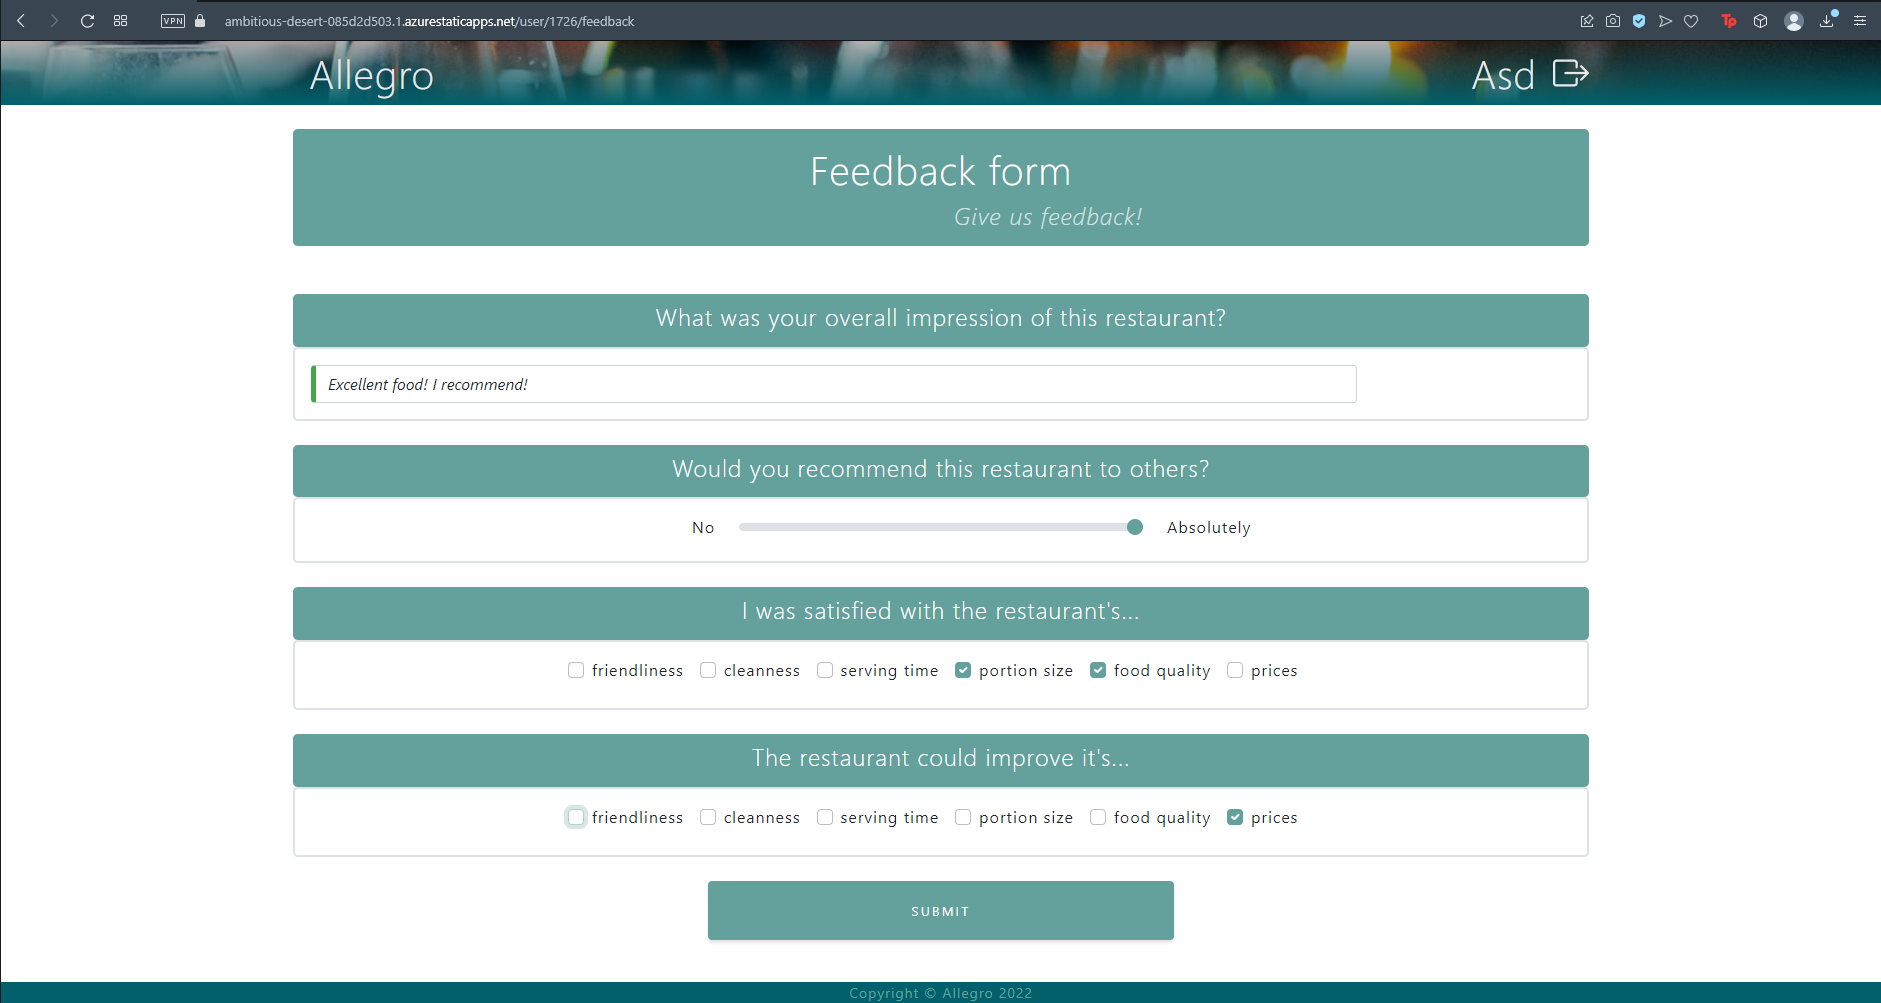 VPN ambitious-desert-085d2d503.1.azurestaticapps.net/user/1726/feedback Tp
Allegro Asd
Feedback form
Give us feedback!
What was your overall impression of this restaurant?
Excellent food! I recommend!
Would you recommend this restaurant to others?
No Absolutely
I was satisfied with the restaurant's...
friendliness cleanness serving time portion size food quality prices
The restaurant could improve it's...
friendliness cleanness serving time portion size food quality prices
SUBMIT
Copyright © Allegro 2022